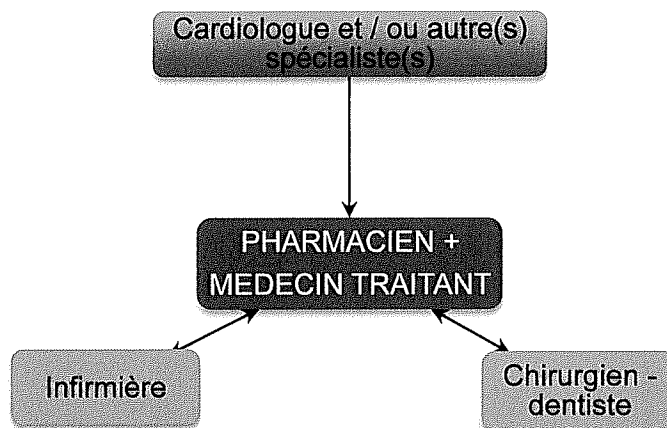 Cardiologue et / ou autre(s)
spécialiste(s)
PHARMACIEN +
MEDECIN TRAITANT
Infirmière
Chirurgien -
dentiste